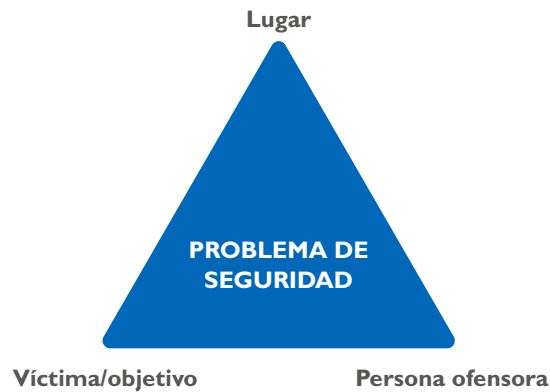 Lugar
PROBLEMA DE
SEGURIDAD
Víctima/objetivo
Persona ofensora